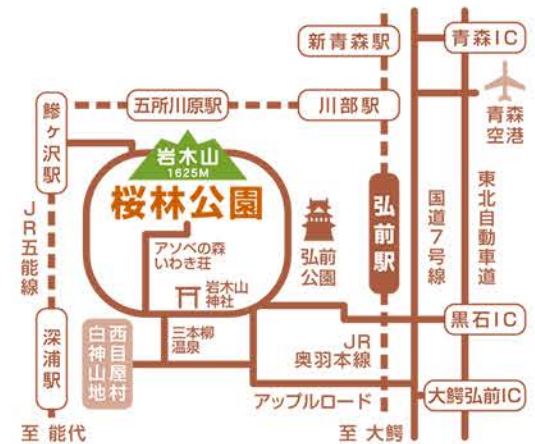 新青森駅
青森IC
鰺ヶ沢駅
五所川原駅
川部駅
青森
空港
岩木山
1625M
桜林公園
弘前駅
国道7号線
東北自動車道
JR五能線
アソベの森
いわき荘
弘前
公園
岩木山
神社
深浦駅
西目屋村
白神山地
三本柳
温泉
黒石IC
JR
奥羽本線
アップルロード
大鰐弘前IC
至 能代
至 大鰐